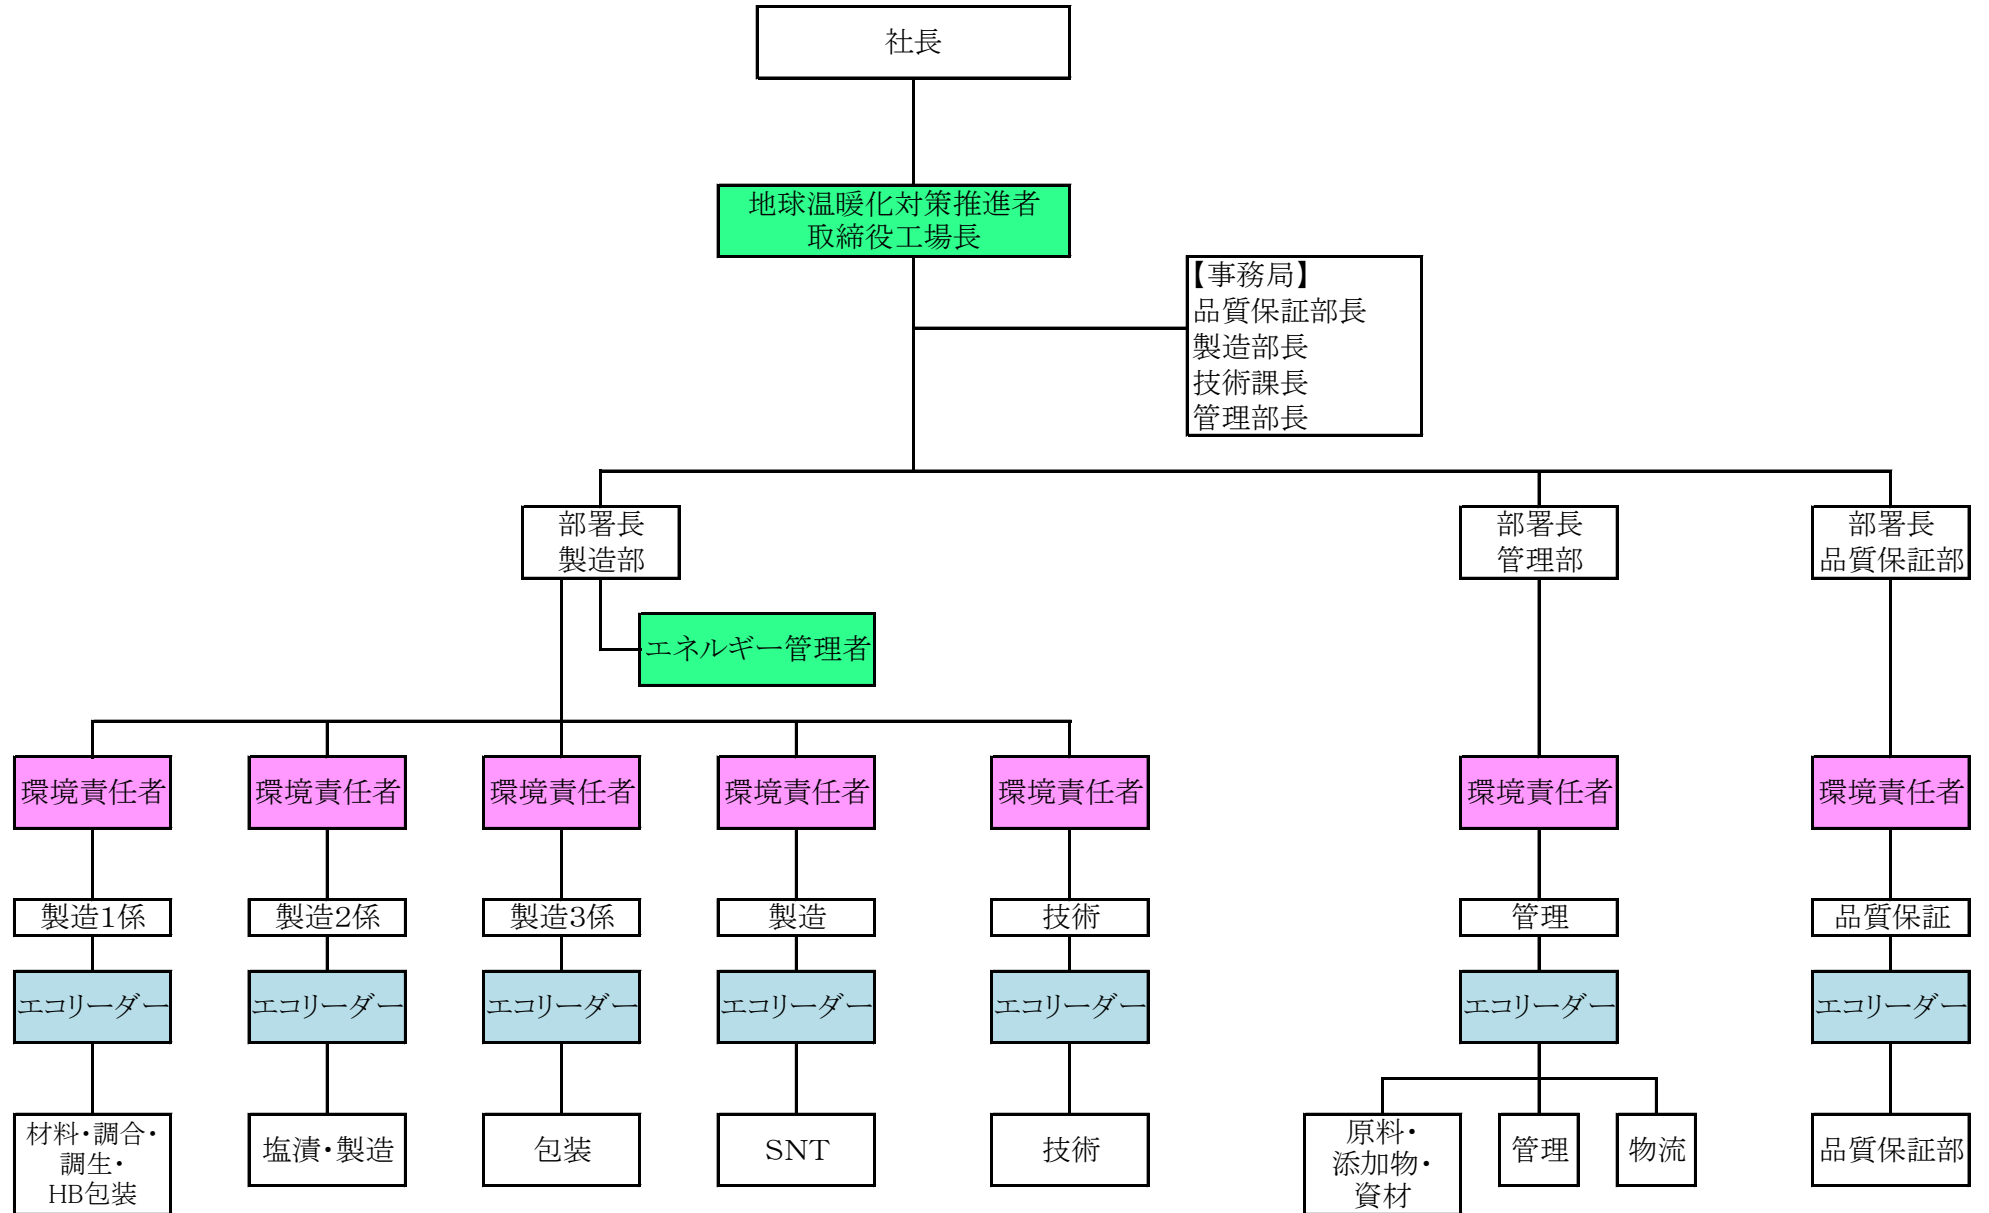 社長
地球温暖化対策推進者
取締役工場長
【事務局】
品質保証部長
製造部長
技術課長
管理部長
部署長
製造部
部署長
管理部
部署長
品質保証部
エネルギー管理者
環境責任者
環境責任者
環境責任者
環境責任者
環境責任者
環境責任者
環境責任者
製造1係
製造2係
製造3係
製造
技術
管理
品質保証
エコリーダー
エコリーダー
エコリーダー
エコリーダー
エコリーダー
エコリーダー
エコリーダー
材料・調合・
調生・
HB包装
塩漬・製造
包装
SNT
技術
原料・
添加物・
資材
管理
物流
品質保証部